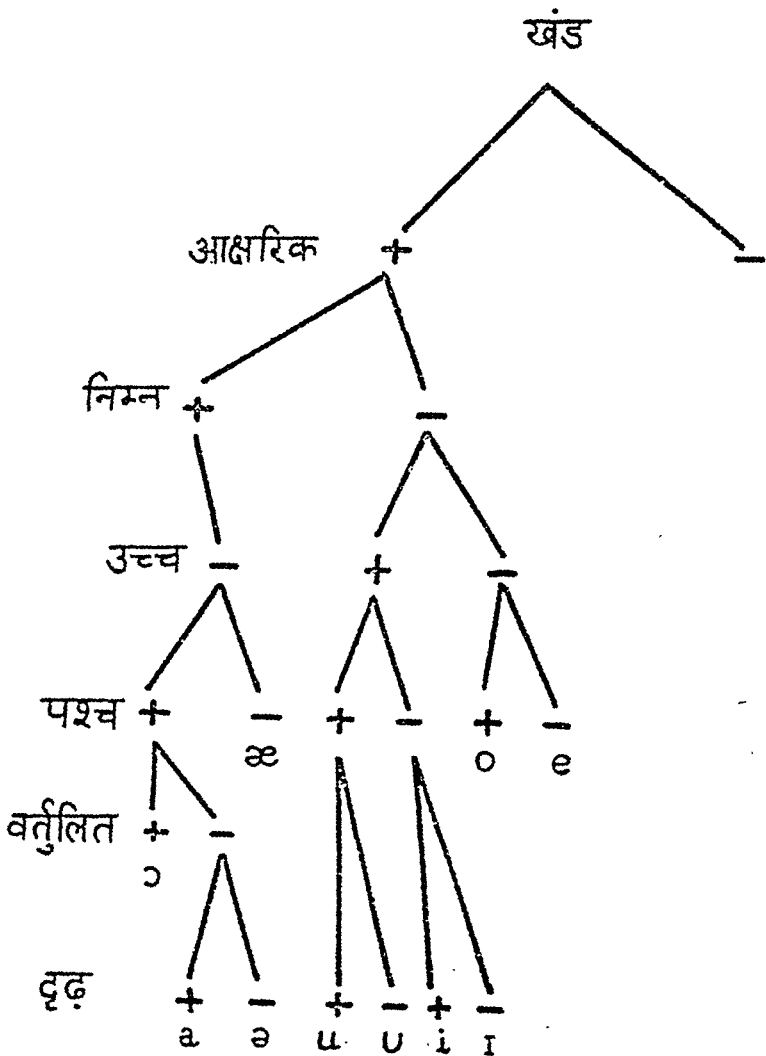 खंड
आक्षरिक + −
निम्न + −
उच्च − + −
पश्च + − + − + −
æ o e
वर्तुलित + −
ɔ
दृढ़ + − + − + −
a ə u ʊ i ɪ